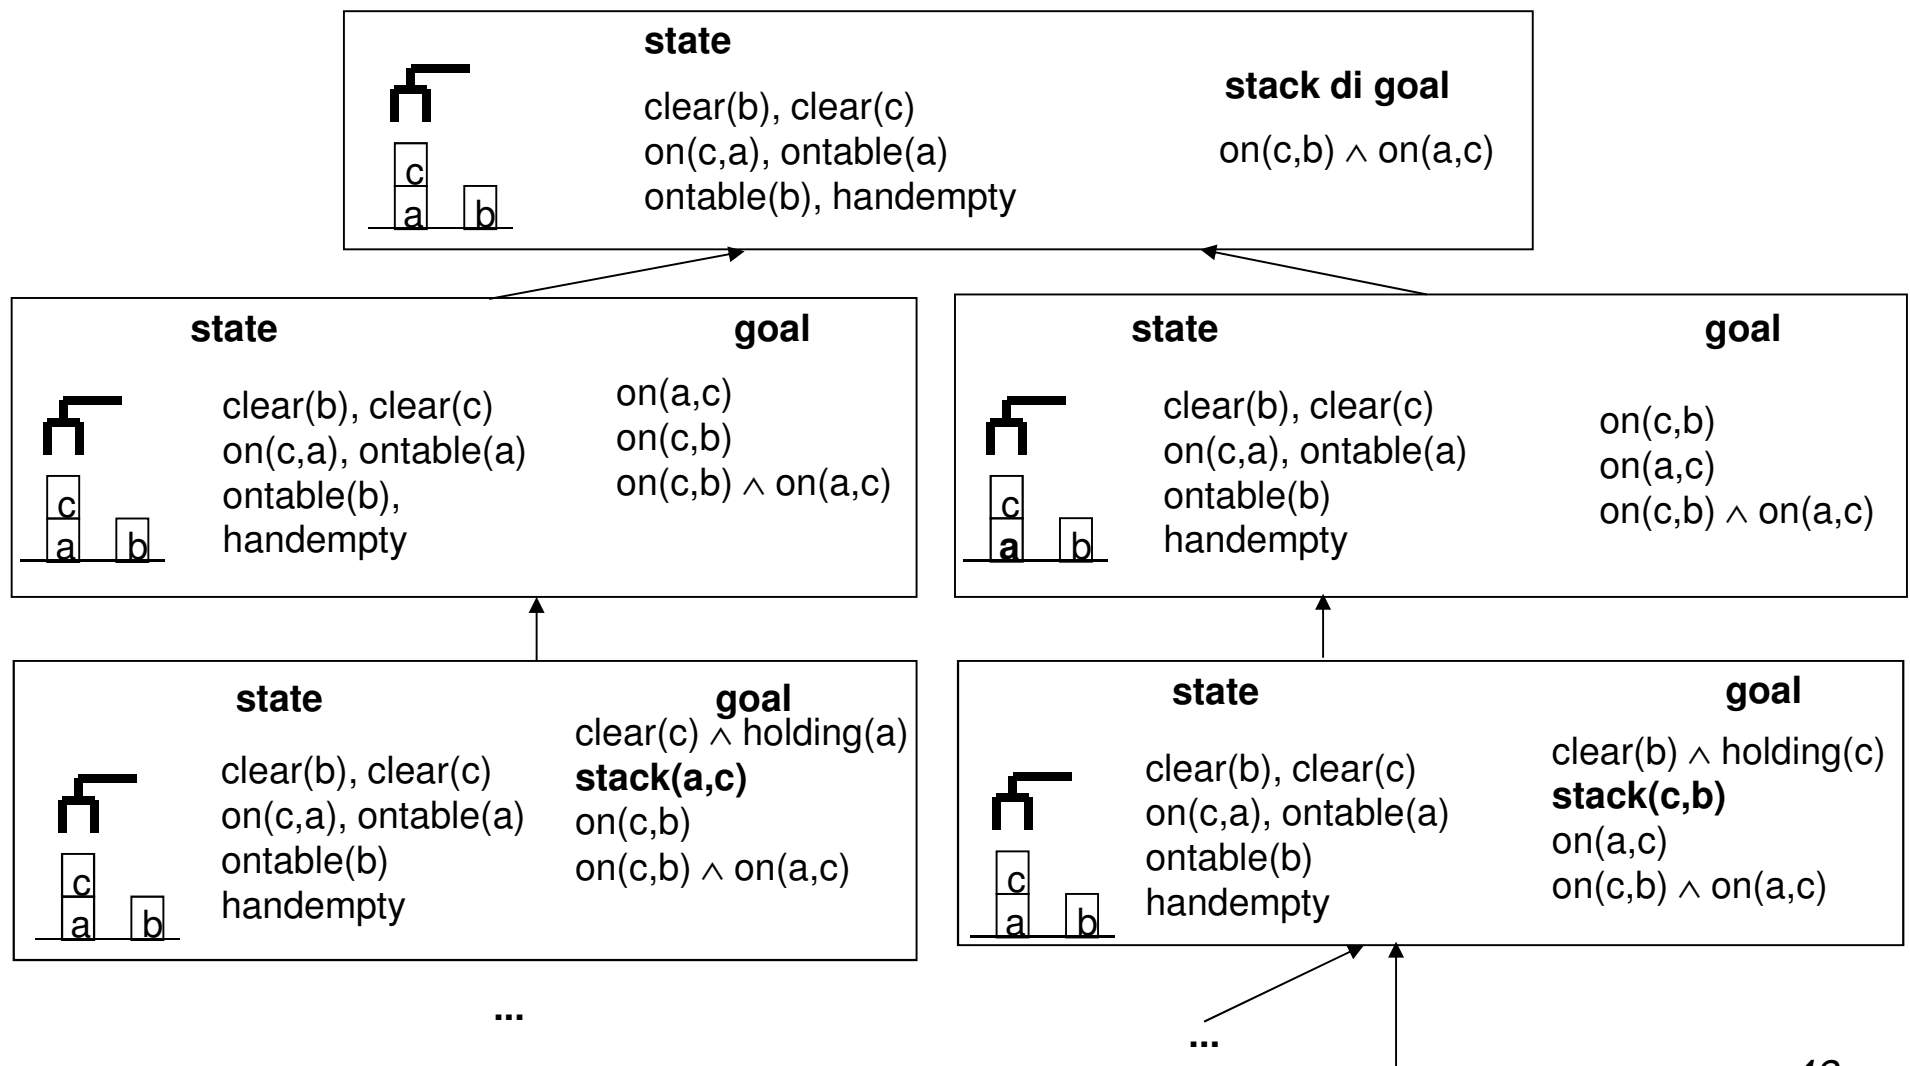 state
stack di goal
clear(b), clear(c)
on(c,a), ontable(a)
ontable(b), handempty
on(c,b) ∧ on(a,c)
c
a b
state goal
clear(b), clear(c)
on(c,a), ontable(a)
ontable(b),
handempty
on(a,c)
on(c,b)
on(c,b) ∧ on(a,c)
c
a b
state goal
clear(b), clear(c)
on(c,a), ontable(a)
ontable(b)
handempty
on(c,b)
on(a,c)
on(c,b) ∧ on(a,c)
c
a b
state goal
clear(b), clear(c)
on(c,a), ontable(a)
ontable(b)
handempty
clear(c) ∧ holding(a)
stack(a,c)
on(c,b)
on(c,b) ∧ on(a,c)
c
a b
...
state goal
clear(b), clear(c)
on(c,a), ontable(a)
ontable(b)
handempty
clear(b) ∧ holding(c)
stack(c,b)
on(a,c)
on(c,b) ∧ on(a,c)
c
a b
...